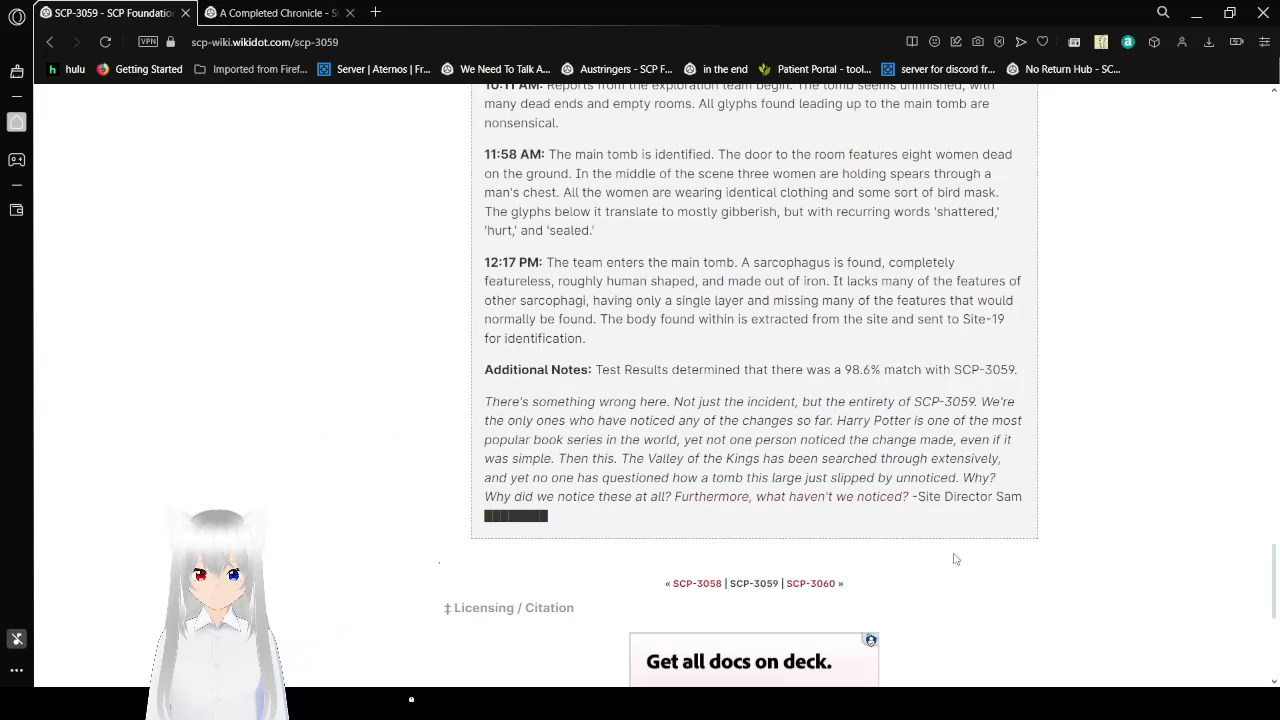 SCP-3059 - SCP Foundatio
A Completed Chronicle - S
VPN
scp-wiki.wikidot.com/scp-3059
hulu
Getting Started
Imported from Firef...
Server | Aternos | Fr...
We Need To Talk A...
Austringers - SCP F...
in the end
Patient Portal - tool...
server for discord fr...
No Return Hub - SC...
10:11 AM: Reports from the exploration team begin. The tomb seems unfinished, with
many dead ends and empty rooms. All glyphs found leading up to the main tomb are
nonsensical.
11:58 AM: The main tomb is identified. The door to the room features eight women dead
on the ground. In the middle of the scene three women are holding spears through a
man's chest. All the women are wearing identical clothing and some sort of bird mask.
The glyphs below it translate to mostly gibberish, but with recurring words 'shattered,'
'hurt,' and 'sealed.'
12:17 PM: The team enters the main tomb. A sarcophagus is found, completely
featureless, roughly human shaped, and made out of iron. It lacks many of the features of
other sarcophagi, having only a single layer and missing many of the features that would
normally be found. The body found within is extracted from the site and sent to Site-19
for identification.
Additional Notes: Test Results determined that there was a 98.6% match with SCP-3059.
There's something wrong here. Not just the incident, but the entirety of SCP-3059. We're
the only ones who have noticed any of the changes so far. Harry Potter is one of the most
popular book series in the world, yet not one person noticed the change made, even if it
was simple. Then this. The Valley of the Kings has been searched through extensively,
and yet no one has questioned how a tomb this large just slipped by unnoticed. Why?
Why did we notice these at all? Furthermore, what haven't we noticed? -Site Director Sam
████████
.
« SCP-3058 | SCP-3059 | SCP-3060 »
‡ Licensing / Citation
Get all docs on deck.